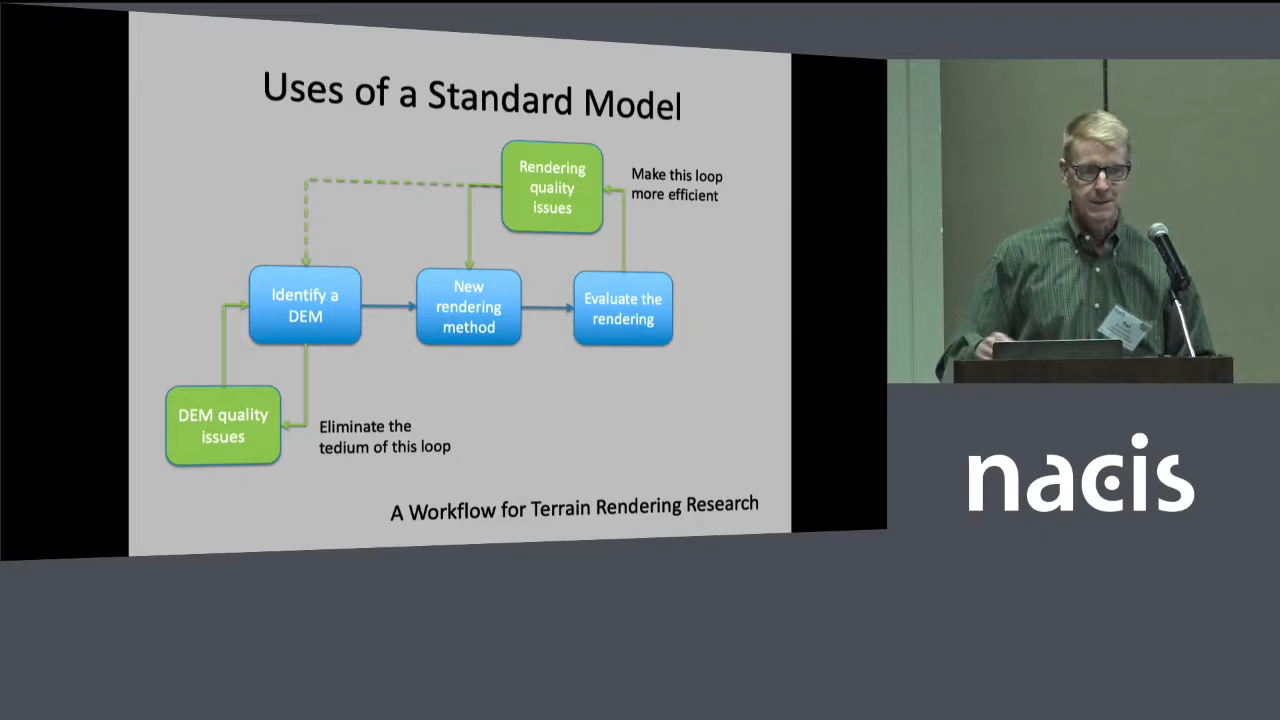 Uses of a Standard Model
Rendering
quality
issues
Make this loop
more efficient
Identify a
DEM
New
rendering
method
Evaluate the
rendering
DEM quality
issues
Eliminate the
tedium of this loop
A Workflow for Terrain Rendering Research
nacis